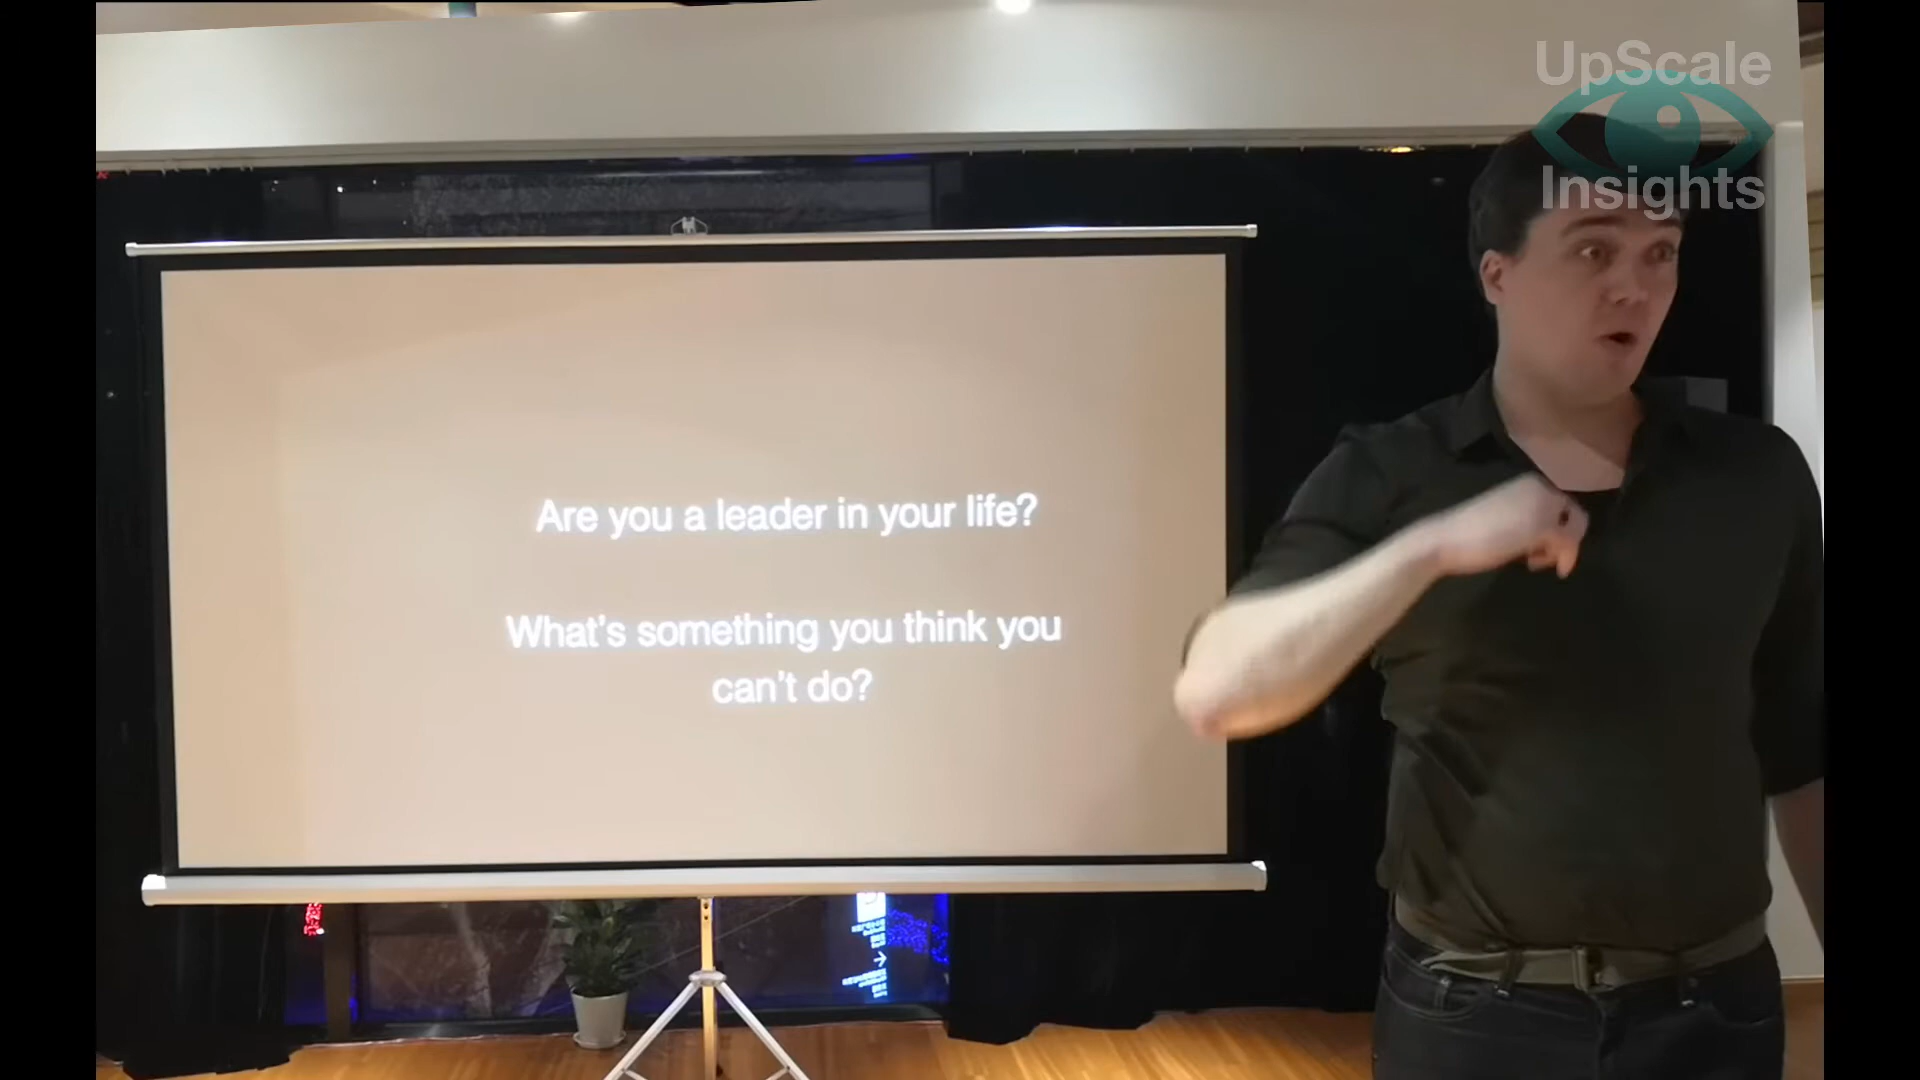 UpScale
Insights
Are you a leader in your life?
What's something you think you
can't do?